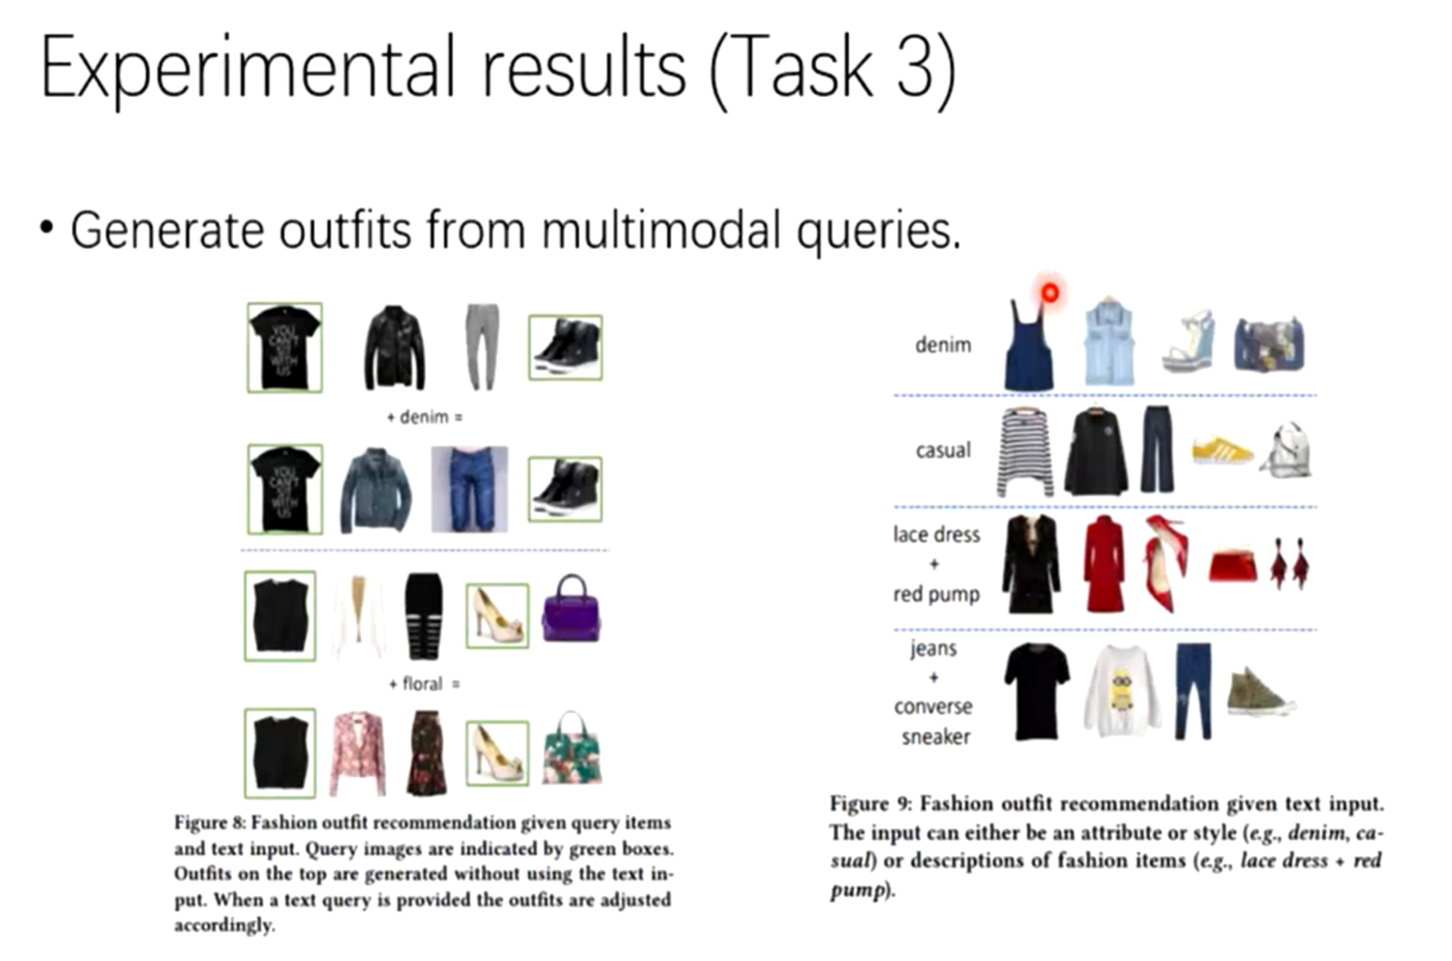 Experimental results (Task 3)
• Generate outfits from multimodal queries.
YOU
CAN'T
SIT
WITH
US
+ denim =
YOU
CAN'T
SIT
WITH
US
+ floral =
Figure 8: Fashion outfit recommendation given query items
and text input. Query images are indicated by green boxes.
Outfits on the top are generated without using the text in-
put. When a text query is provided the outfits are adjusted
accordingly.
denim
casual
lace dress
+
red pump
jeans
+
converse
sneaker
Figure 9: Fashion outfit recommendation given text input.
The input can either be an attribute or style (e.g., denim, ca-
sual) or descriptions of fashion items (e.g., lace dress + red
pump).